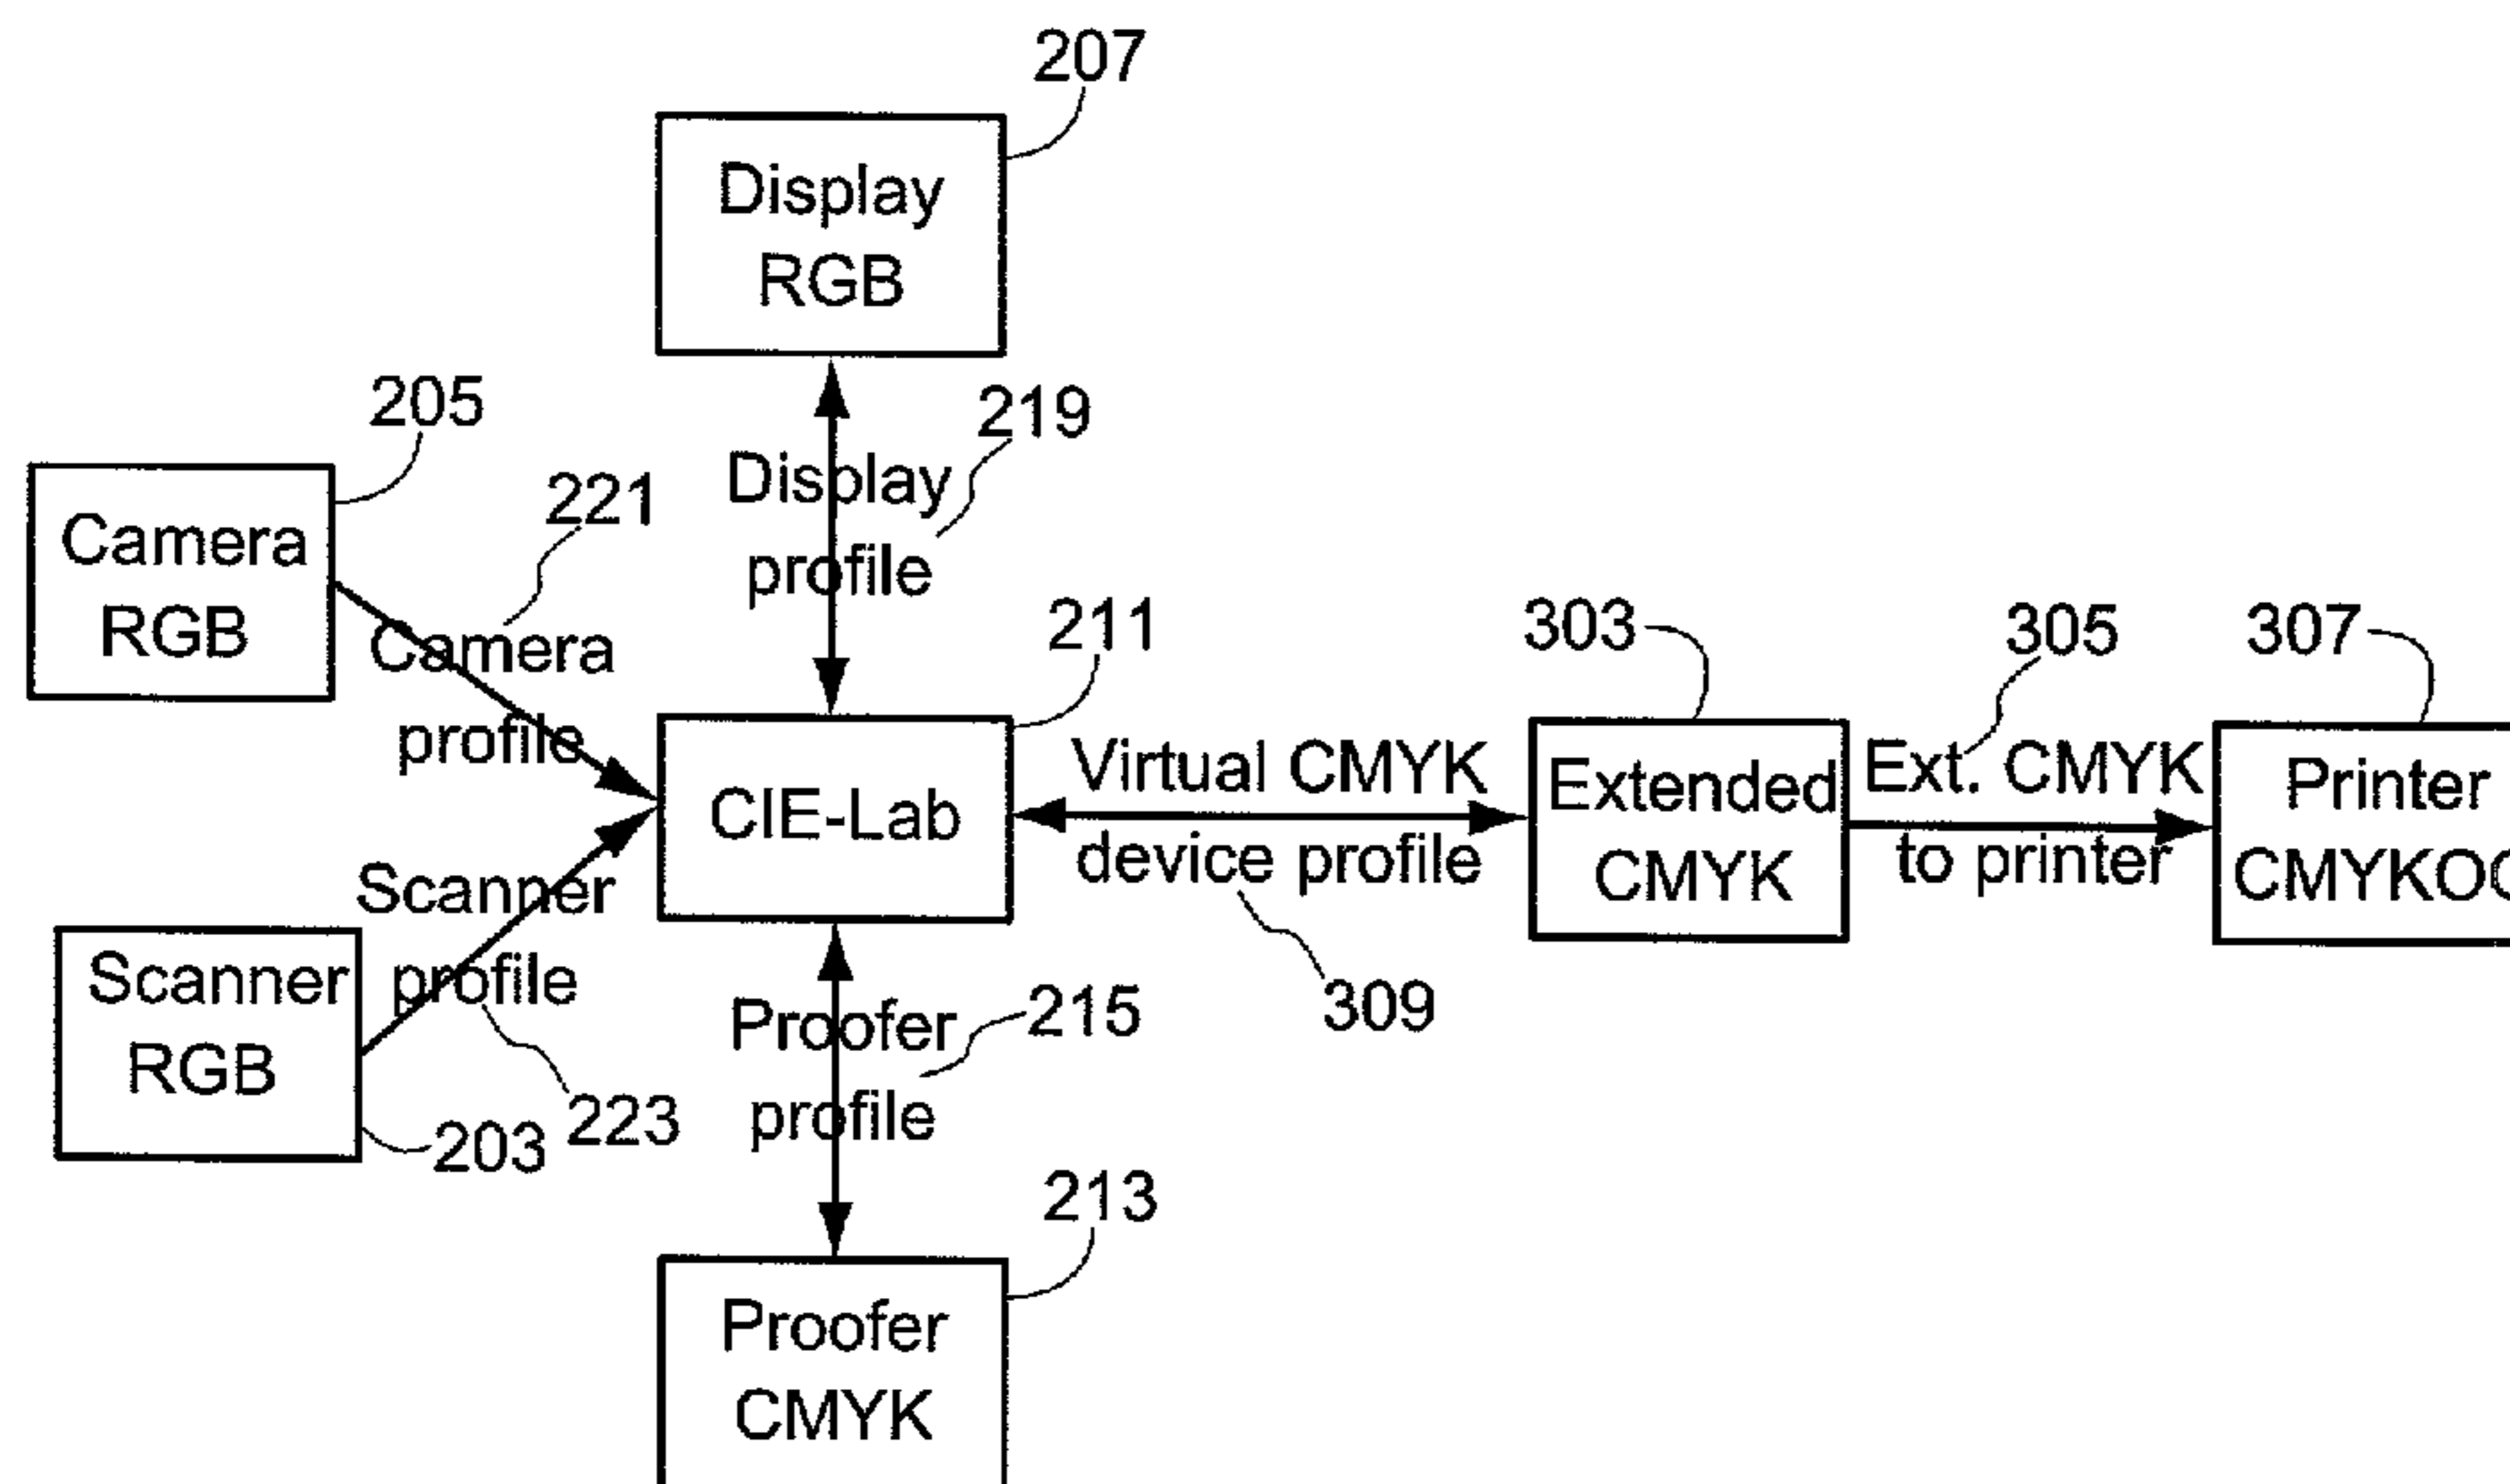 207
Display
RGB
205
221
219
Display
profile
Camera
RGB
Camera
profile
211
CIE-Lab
303
305
307
Virtual CMYK
device profile
309
Extended
CMYK
Ext. CMYK
to printer
Printer
Scanner
profile
223
Scanner
RGB
203
Proofer
profile
215
213
Proofer
CMYK